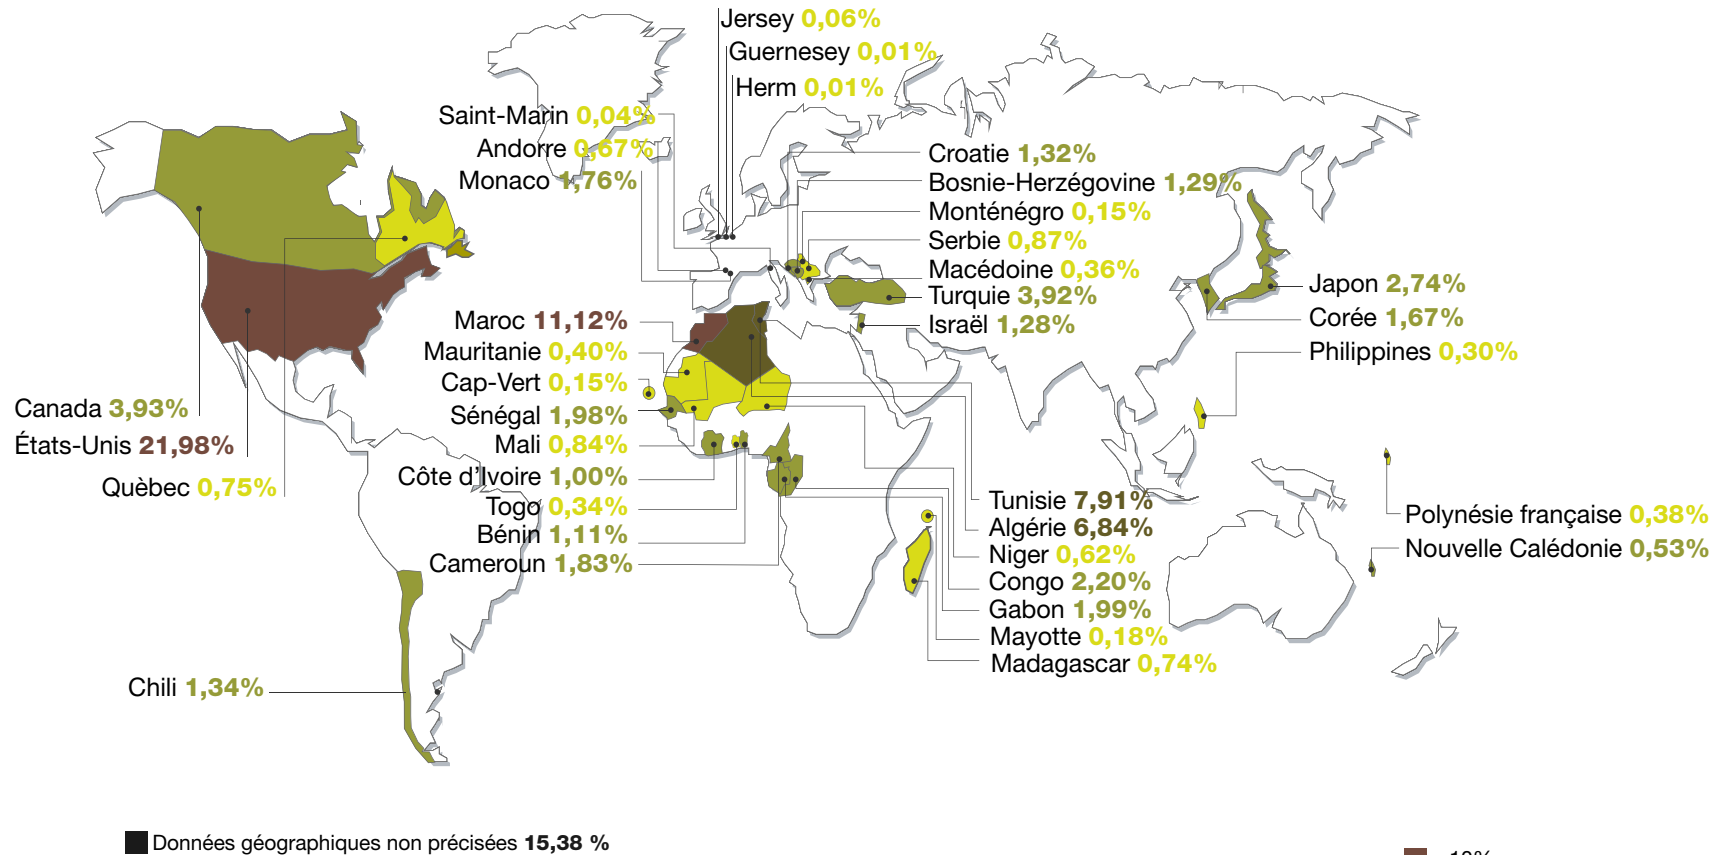 Jersey 0,06%
Guernesey 0,01%
Herm 0,01%
Saint-Marin 0,04%
Andorre 0,67%
Monaco 1,76%
Croatie 1,32%
Bosnie-Herzégovine 1,29%
Monténégro 0,15%
Serbie 0,87%
Macédoine 0,36%
Turquie 3,92%
Israël 1,28%
Japon 2,74%
Corée 1,67%
Philippines 0,30%
Maroc 11,12%
Mauritanie 0,40%
Cap-Vert 0,15%
Sénégal 1,98%
Mali 0,84%
Côte d'Ivoire 1,00%
Togo 0,34%
Bénin 1,11%
Cameroun 1,83%
Canada 3,93%
États-Unis 21,98%
Quèbec 0,75%
Tunisie 7,91%
Algérie 6,84%
Niger 0,62%
Congo 2,20%
Gabon 1,99%
Mayotte 0,18%
Madagascar 0,74%
Polynésie française 0,38%
Nouvelle Calédonie 0,53%
Chili 1,34%
Données géographiques non précisées 15,38 %